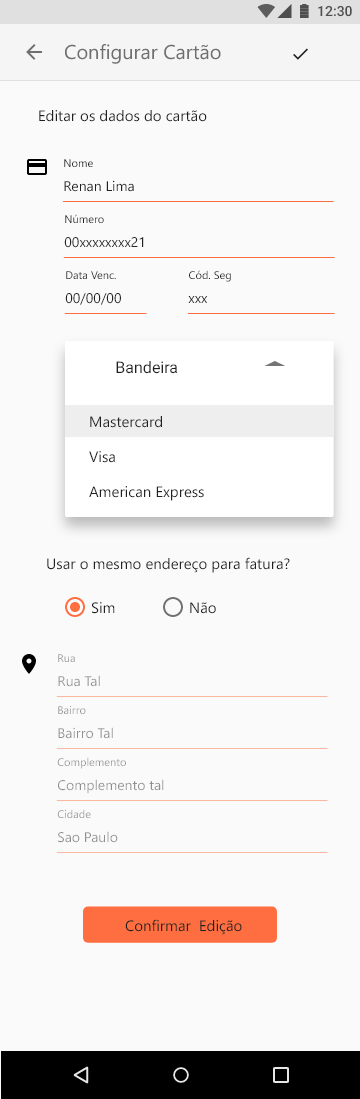 12:30
Configurar Cartão
Editar os dados do cartão
Nome
Renan Lima
Número
00xxxxxxxx21
Data Venc. Cód. Seg
00/00/00 xxx
Bandeira
Mastercard
Visa
American Express
Usar o mesmo endereço para fatura?
Sim Não
Rua
Rua Tal
Bairro
Bairro Tal
Complemento
Complemento tal
Cidade
Sao Paulo
Confirmar Edição